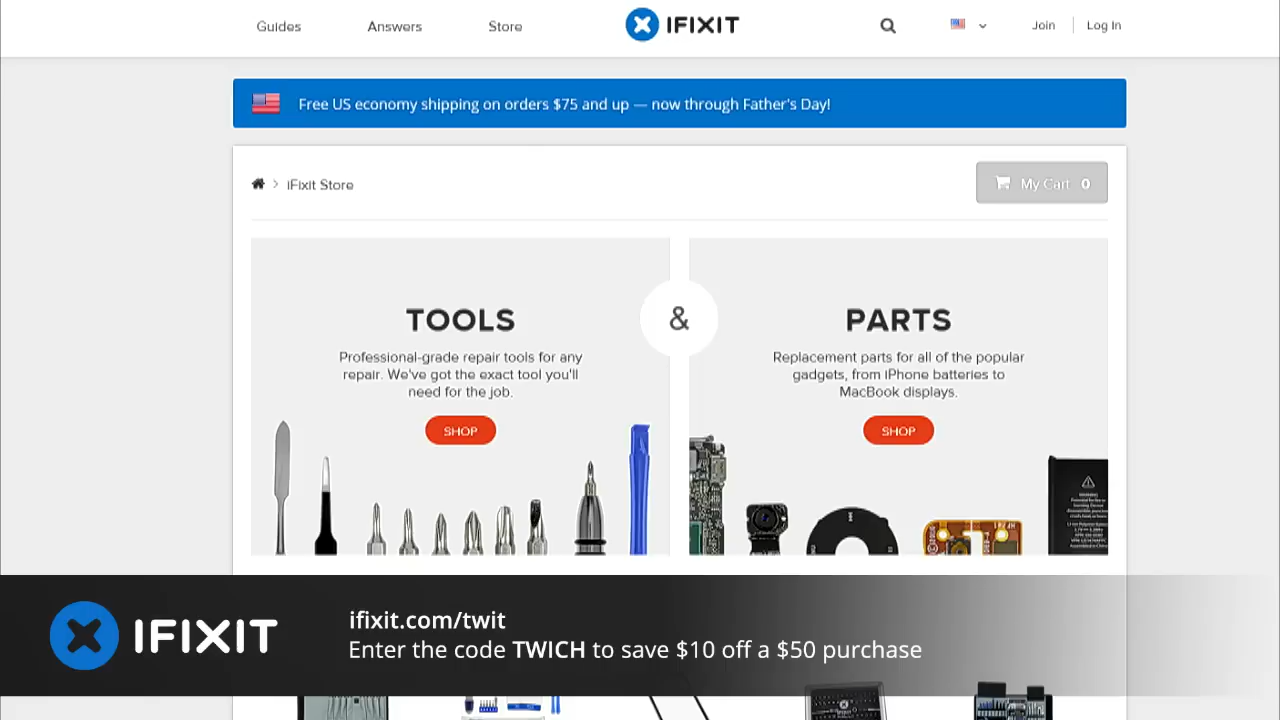 Guides Answers Store IFIXIT Join Log In
Free US economy shipping on orders $75 and up — now through Father's Day!
iFixit Store
My Cart 0
TOOLS
Professional-grade repair tools for any
repair. We've got the exact tool you'll
need for the job.
SHOP
&
PARTS
Replacement parts for all of the popular
gadgets, from iPhone batteries to
MacBook displays.
SHOP
IFIXIT
ifixit.com/twit
Enter the code TWICH to save $10 off a $50 purchase